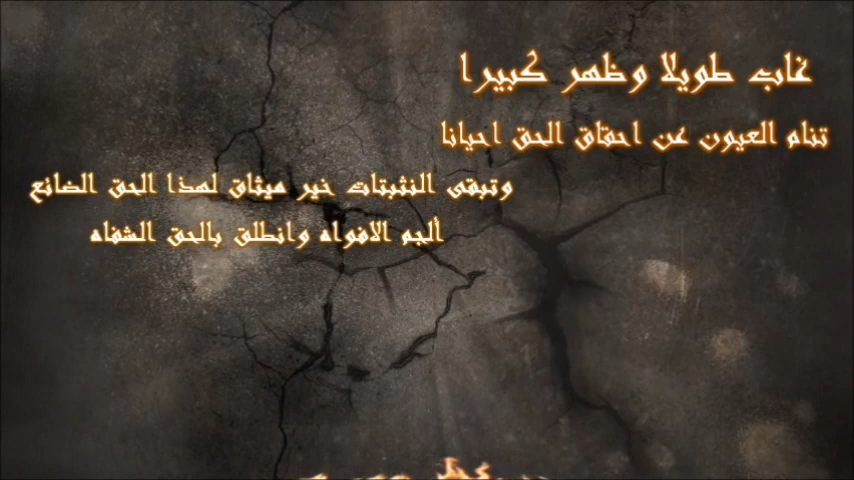 غاب طويلا وظهر كبيرا
تنام العيون عن احقاق الحق احيانا
وتبقى النثبتات خير ميثاق لهذا الحق الضائع
ألجم الافواه وانطلق بالحق الشفاه